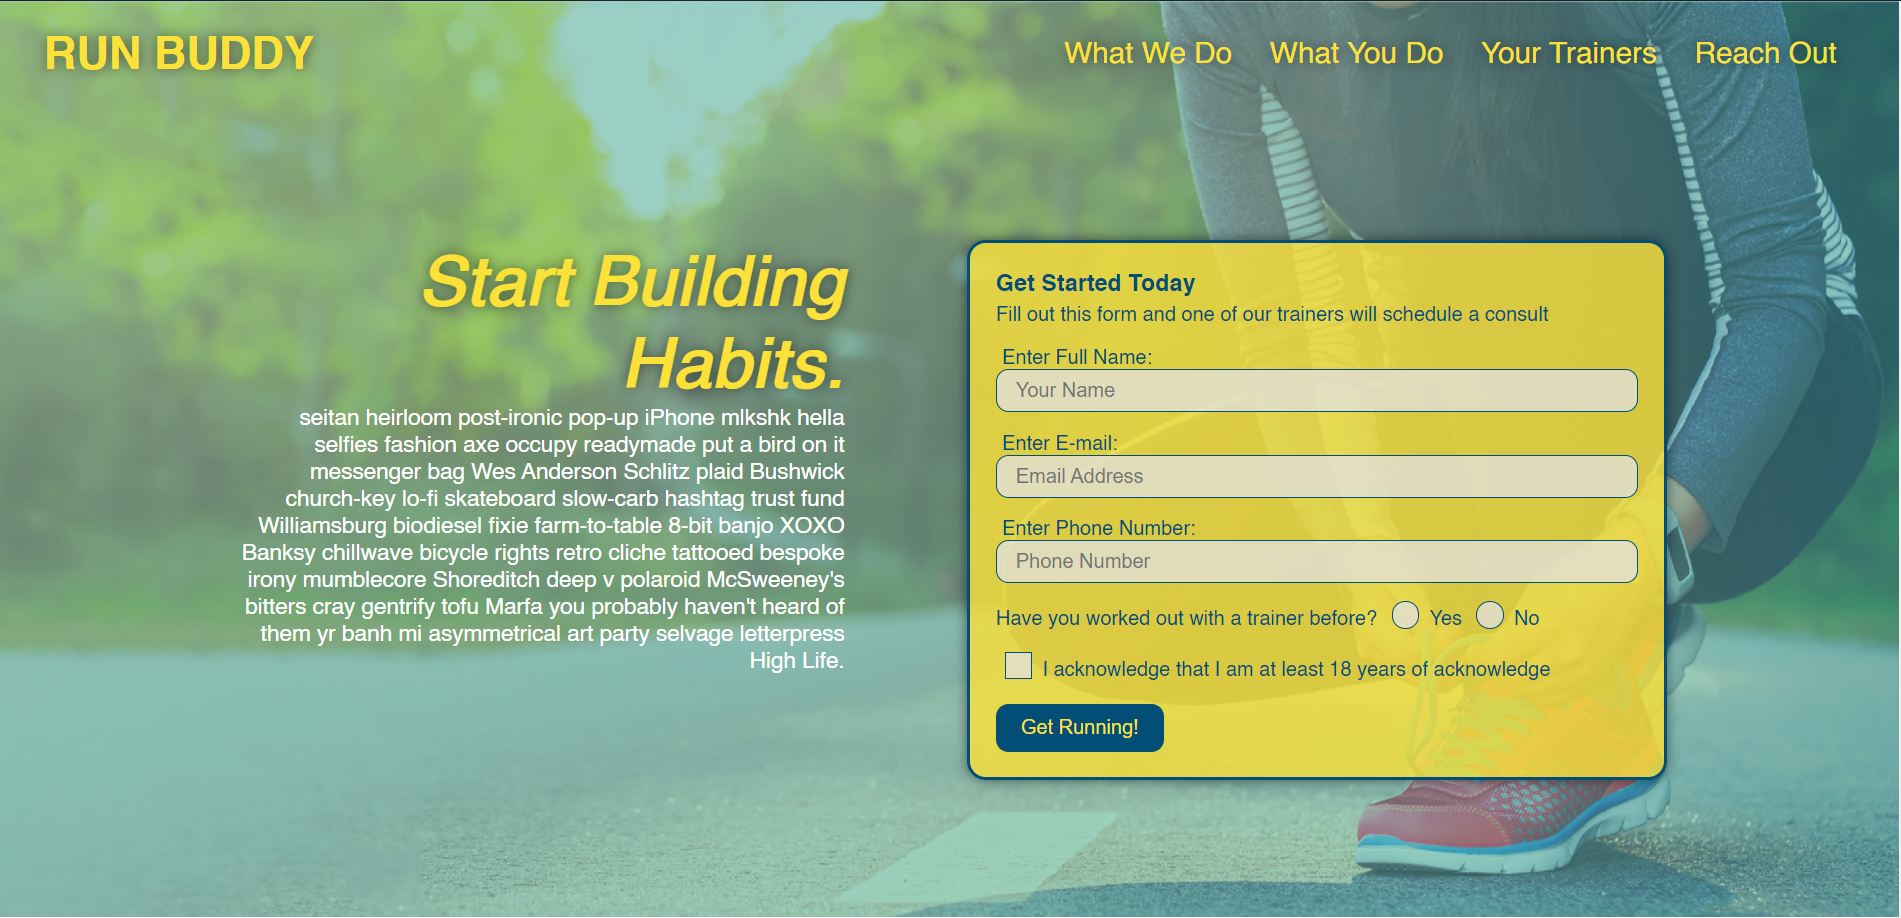 RUN BUDDY
What We Do What You Do Your Trainers Reach Out
Start Building
Habits.
seitan heirloom post-ironic pop-up iPhone mlkshk hella
selfies fashion axe occupy readymade put a bird on it
messenger bag Wes Anderson Schlitz plaid Bushwick
church-key lo-fi skateboard slow-carb hashtag trust fund
Williamsburg biodiesel fixie farm-to-table 8-bit banjo XOXO
Banksy chillwave bicycle rights retro cliche tattooed bespoke
irony mumblecore Shoreditch deep v polaroid McSweeney's
bitters cray gentrify tofu Marfa you probably haven't heard of
them yr banh mi asymmetrical art party selvage letterpress
High Life.
Get Started Today
Fill out this form and one of our trainers will schedule a consult
Enter Full Name:
Your Name
Enter E-mail:
Email Address
Enter Phone Number:
Phone Number
Have you worked out with a trainer before? Yes No
I acknowledge that I am at least 18 years of acknowledge
Get Running!